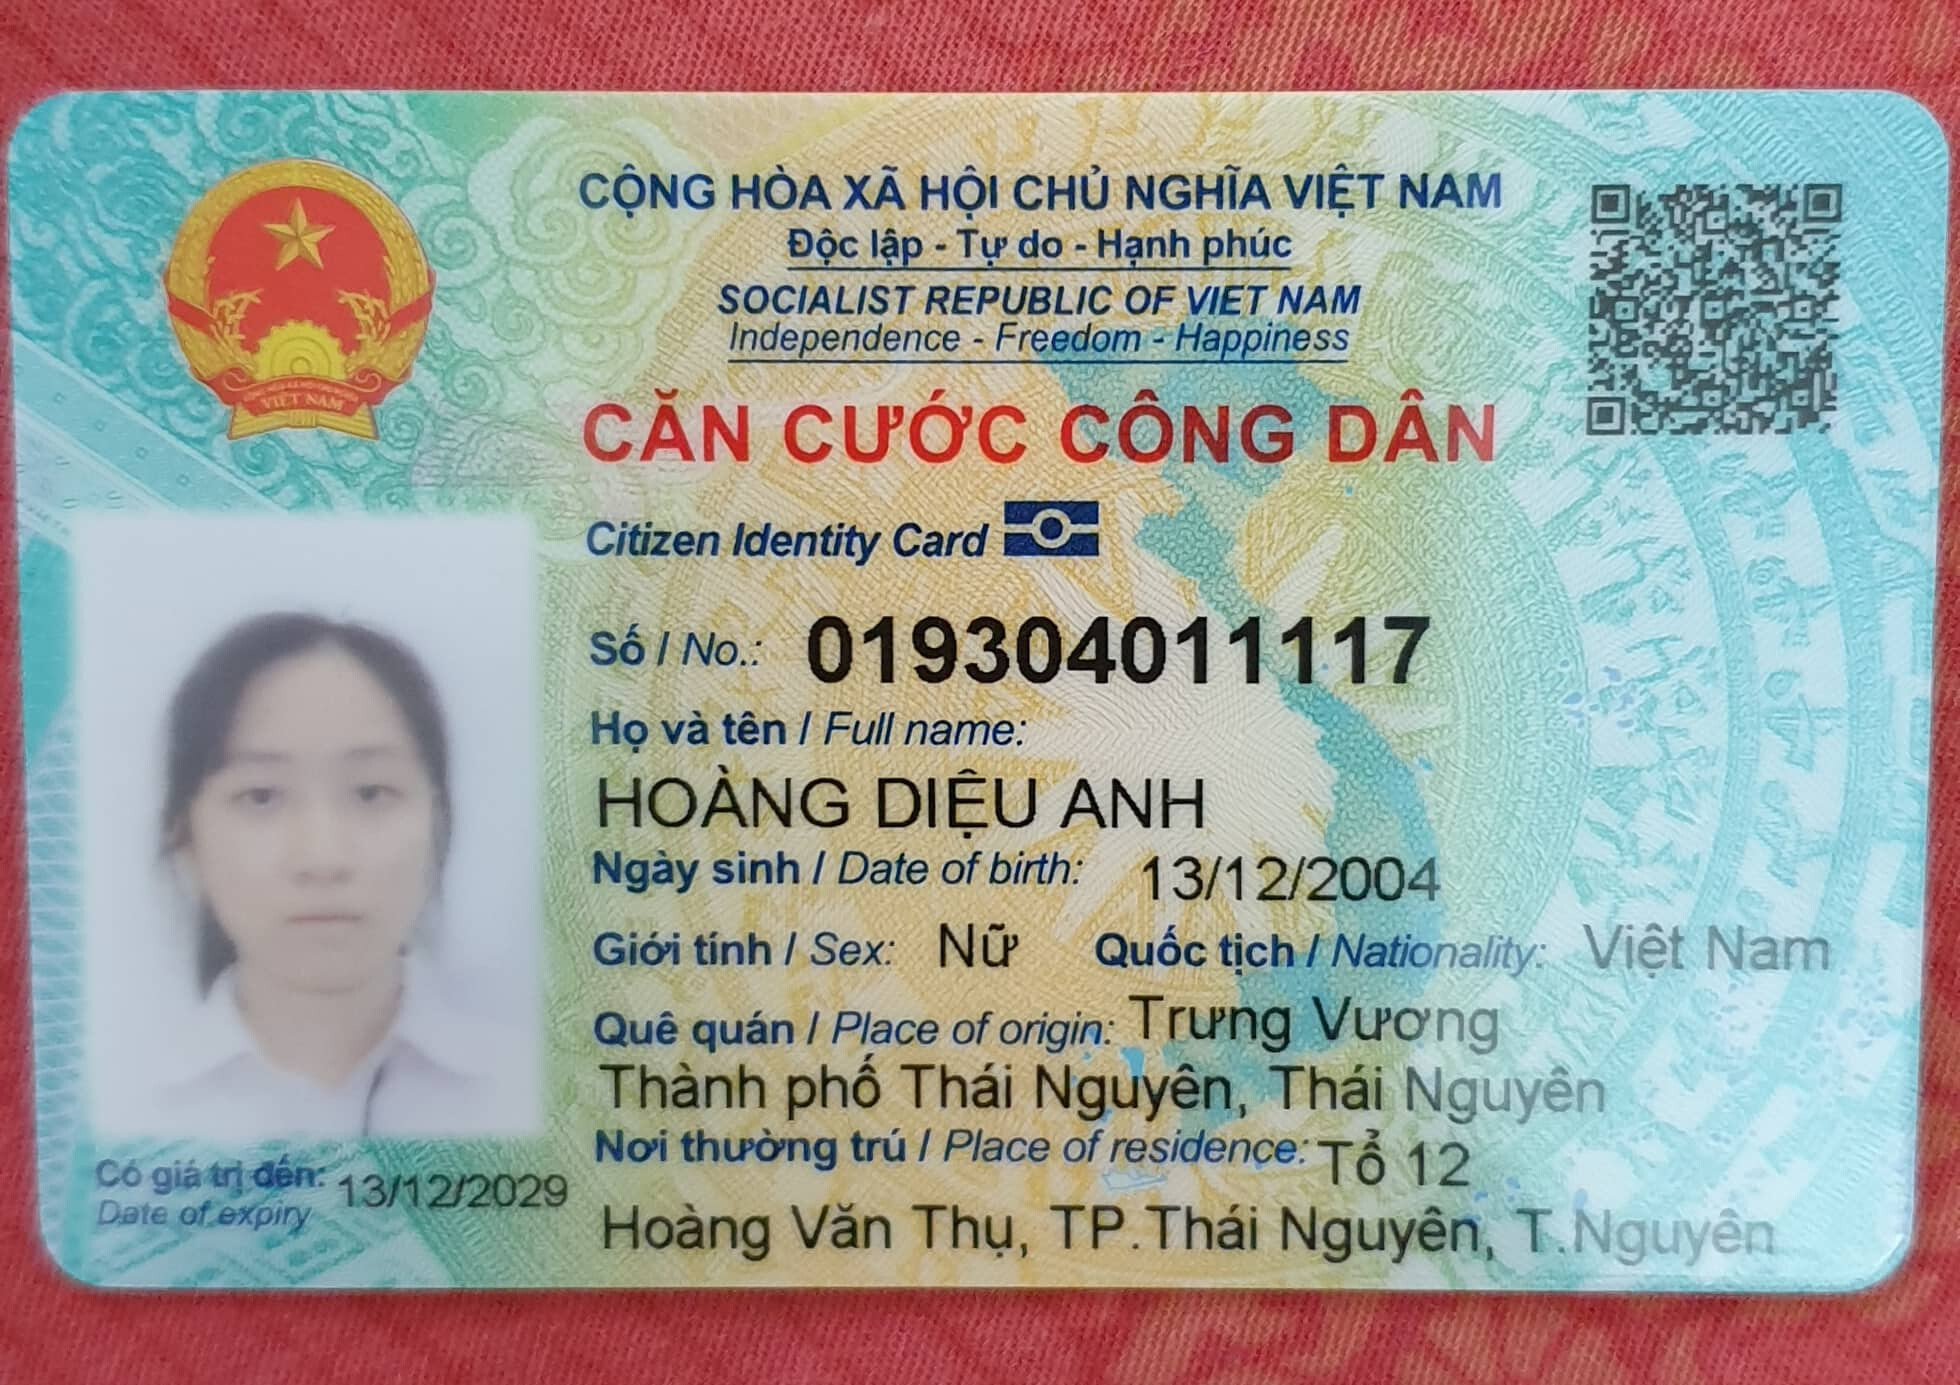 CỘNG HÒA XÃ HỘI CHỦ NGHĨA VIỆT NAM
Độc lập - Tự do - Hạnh phúc
SOCIALIST REPUBLIC OF VIET NAM
Independence - Freedom - Happiness
CĂN CƯỚC CÔNG DÂN
Citizen Identity Card
Số / No.: 019304011117
Họ và tên / Full name:
HOÀNG DIỆU ANH
Ngày sinh / Date of birth: 13/12/2004
Giới tính / Sex: Nữ Quốc tịch / Nationality: Việt Nam
Quê quán / Place of origin: Trưng Vương
Thành phố Thái Nguyên, Thái Nguyên
Nơi thường trú / Place of residence: Tổ 12
Hoàng Văn Thụ, TP.Thái Nguyên, T.Nguyên
Có giá trị đến: 13/12/2029
Date of expiry
VIỆT NAM